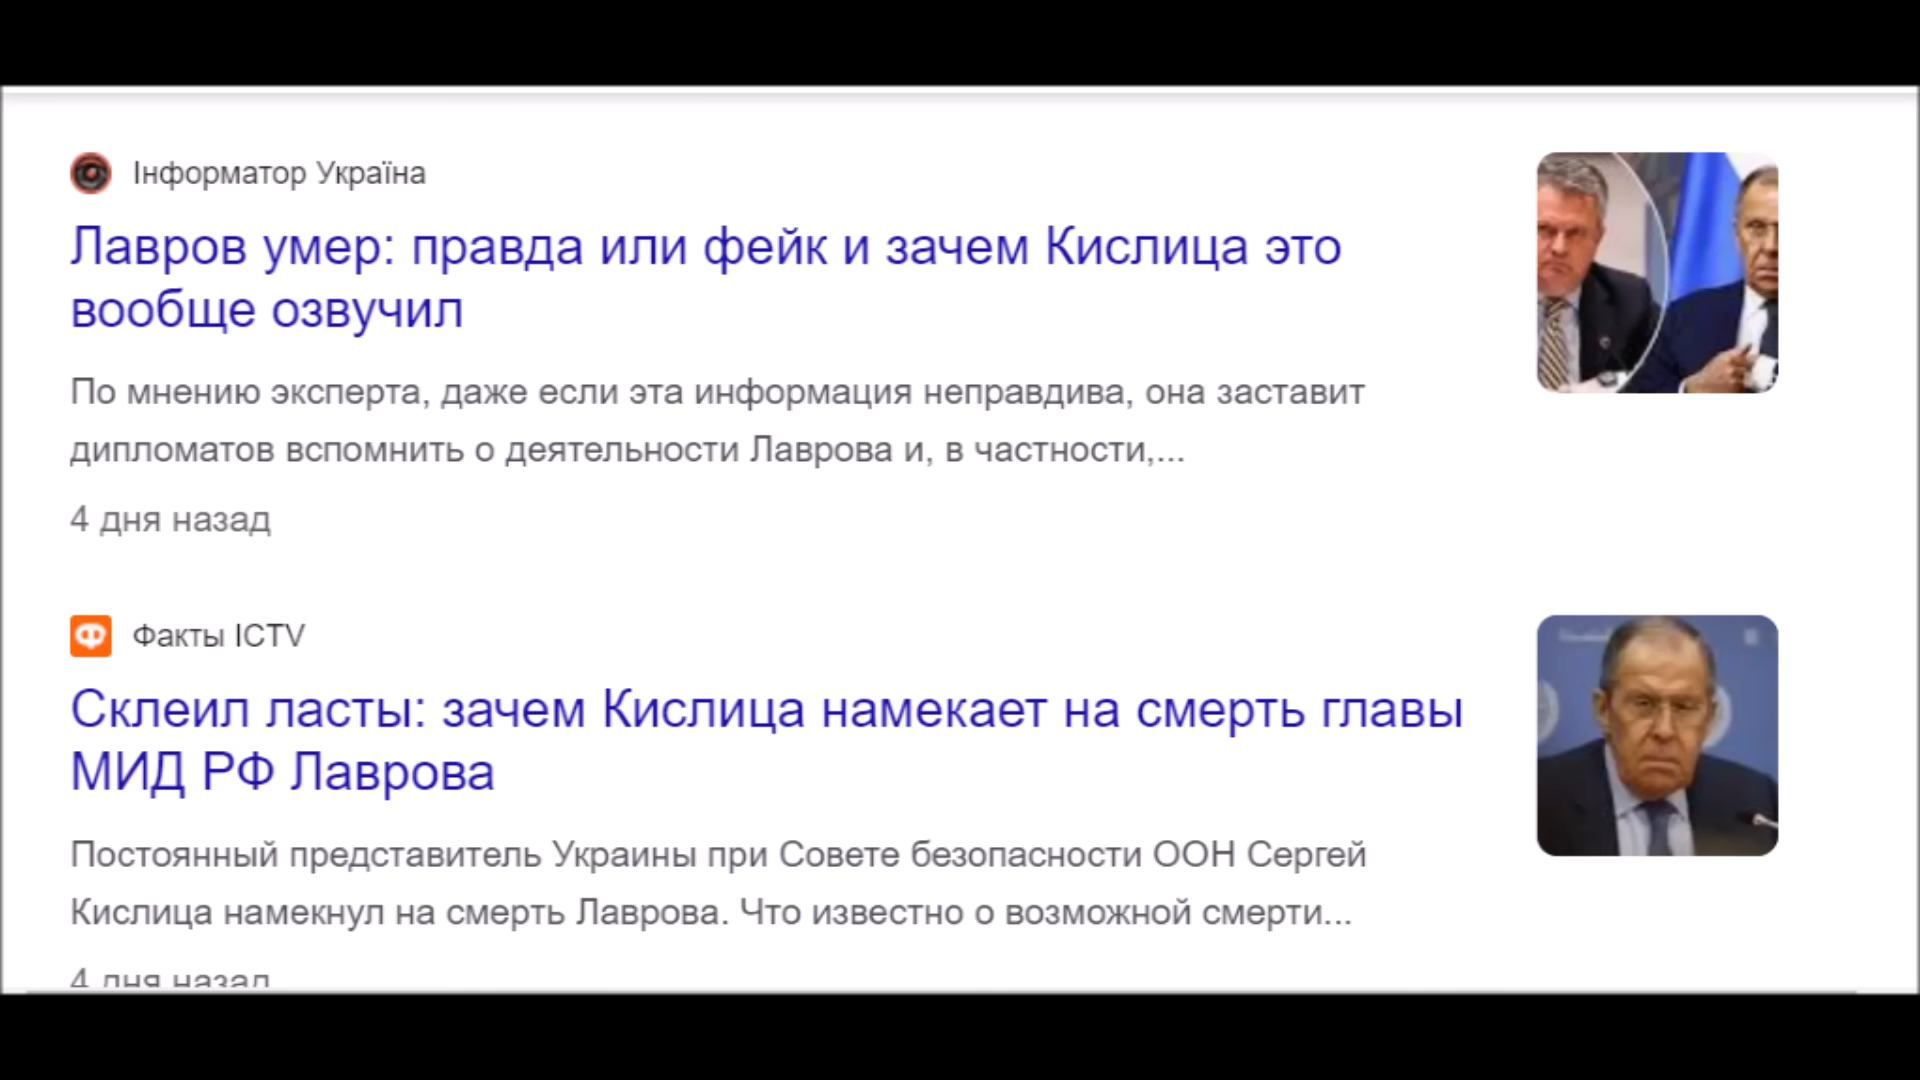 Інформатор Україна
Лавров умер: правда или фейк и зачем Кислица это
вообще озвучил
По мнению эксперта, даже если эта информация неправдива, она заставит
дипломатов вспомнить о деятельности Лаврова и, в частности,...
4 дня назад
Факты ICTV
Склеил ласты: зачем Кислица намекает на смерть главы
МИД РФ Лаврова
Постоянный представитель Украины при Совете безопасности ООН Сергей
Кислица намекнул на смерть Лаврова. Что известно о возможной смерти...
4 дня назад